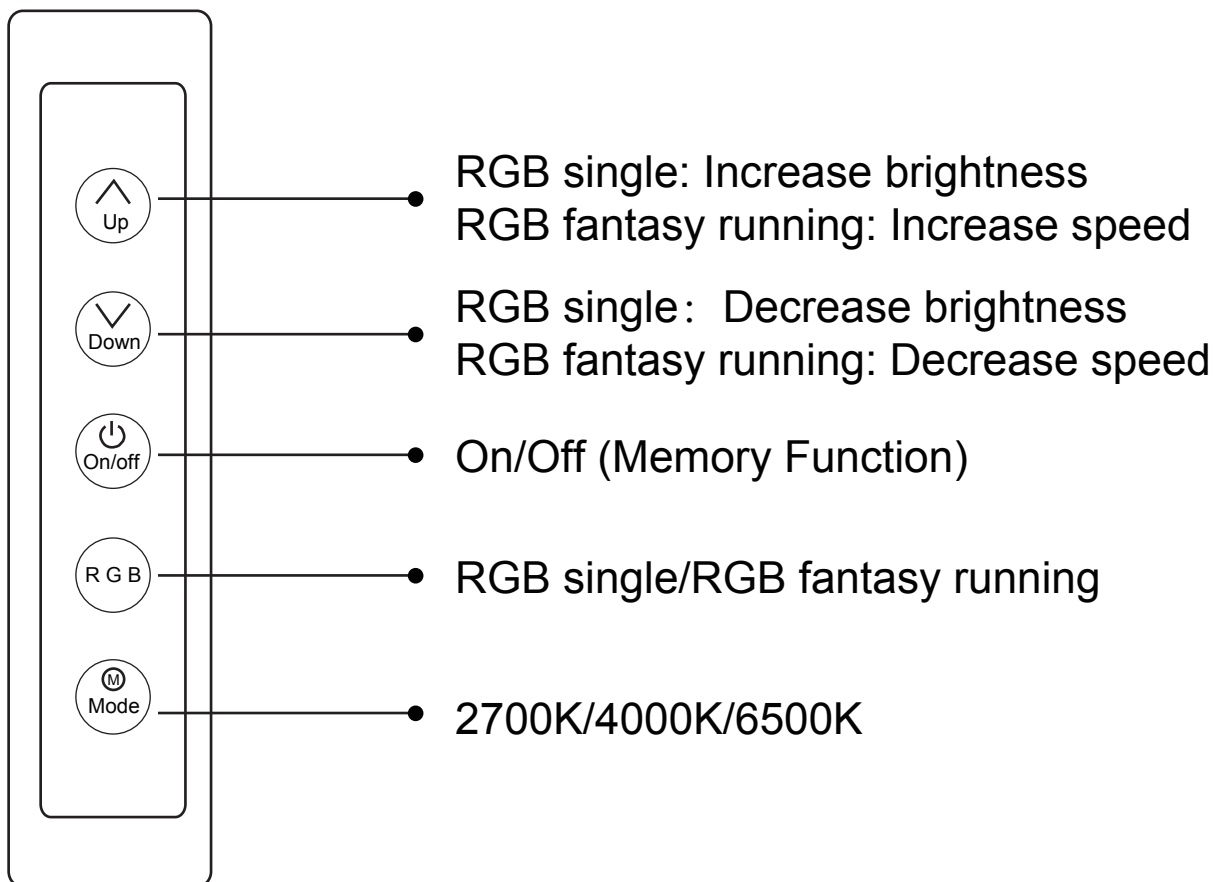 Up
RGB single: Increase brightness
RGB fantasy running: Increase speed
Down
RGB single： Decrease brightness
RGB fantasy running: Decrease speed
On/off
On/Off (Memory Function)
R G B
RGB single/RGB fantasy running
M
Mode
2700K/4000K/6500K